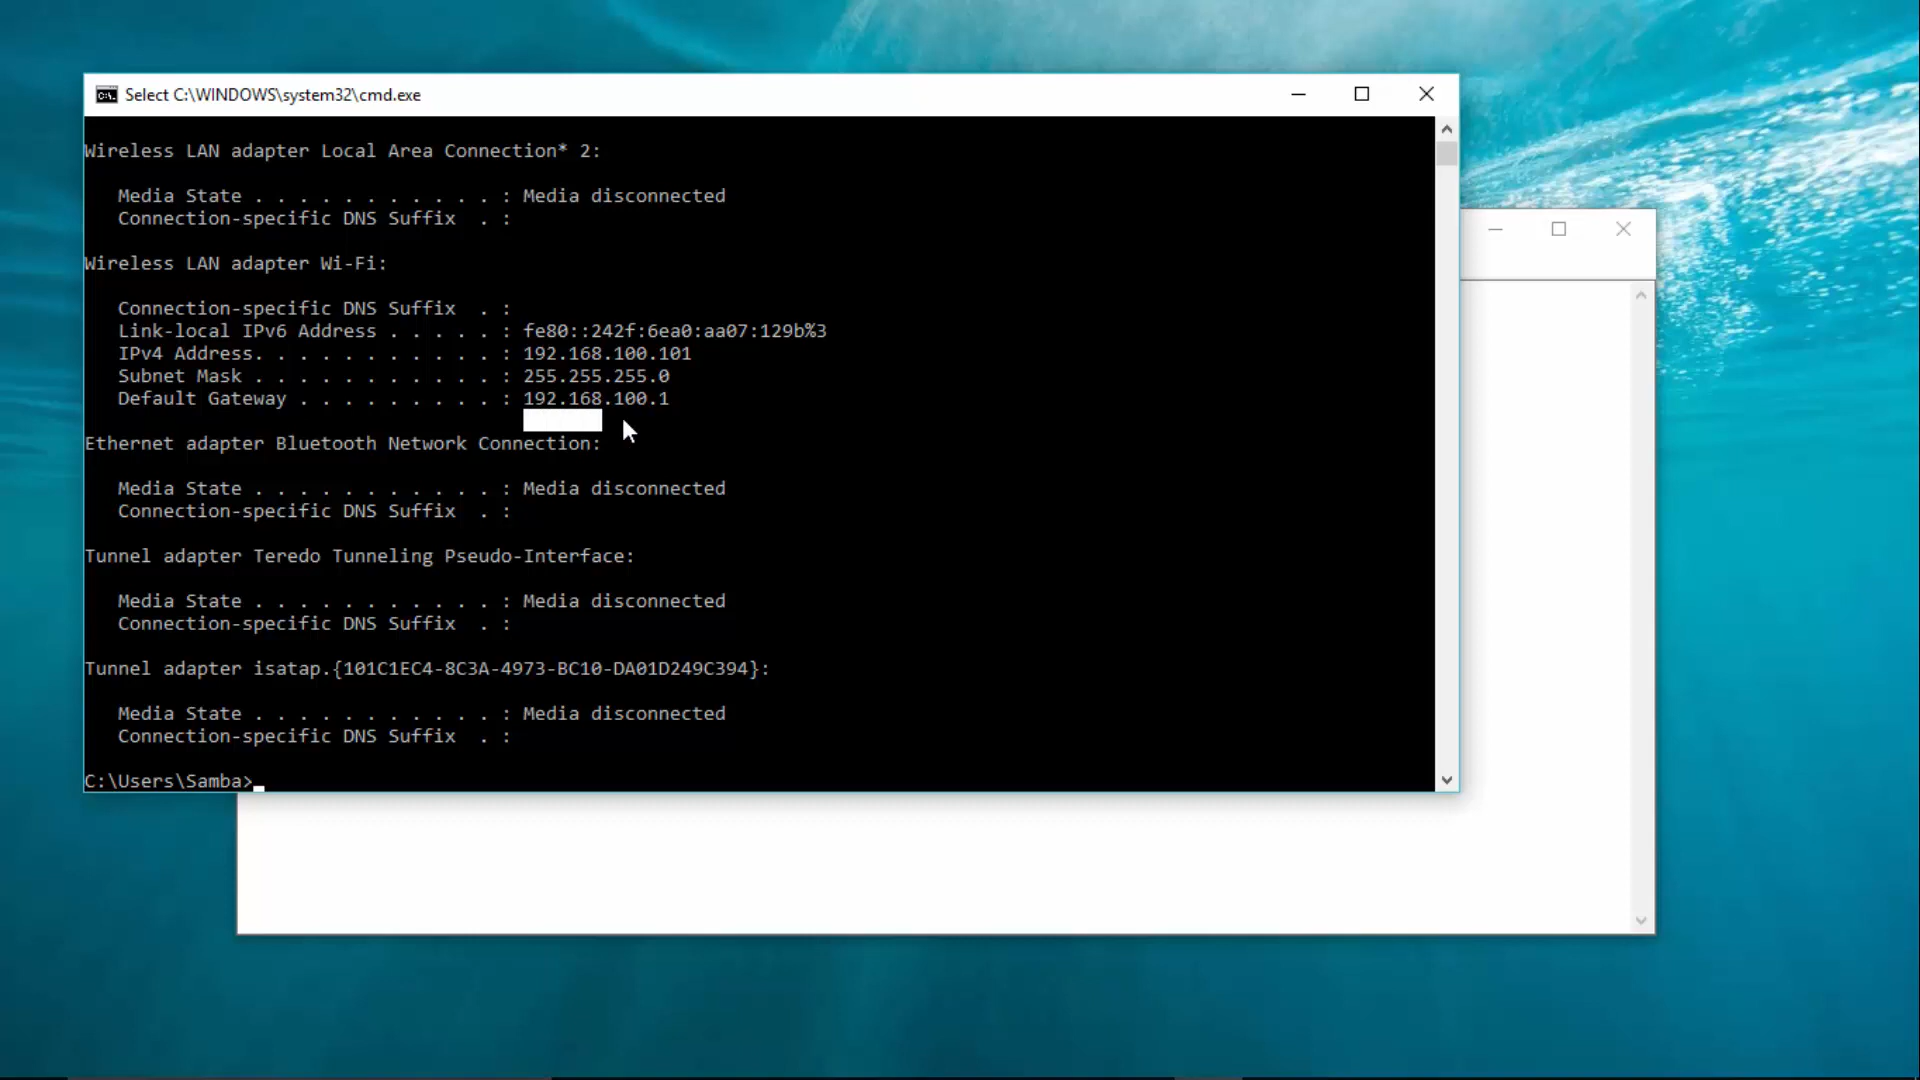 Select C:\WINDOWS\system32\cmd.exe
Wireless LAN adapter Local Area Connection* 2:
Media State . . . . . . . . . . . : Media disconnected
Connection-specific DNS Suffix  . :
Wireless LAN adapter Wi-Fi:
Connection-specific DNS Suffix  . :
Link-local IPv6 Address . . . . . : fe80::242f:6ea0:aa07:129b%3
IPv4 Address. . . . . . . . . . . : 192.168.100.101
Subnet Mask . . . . . . . . . . . : 255.255.255.0
Default Gateway . . . . . . . . . : 192.168.100.1
Ethernet adapter Bluetooth Network Connection:
Media State . . . . . . . . . . . : Media disconnected
Connection-specific DNS Suffix  . :
Tunnel adapter Teredo Tunneling Pseudo-Interface:
Media State . . . . . . . . . . . : Media disconnected
Connection-specific DNS Suffix  . :
Tunnel adapter isatap.{101C1EC4-8C3A-4973-BC10-DA01D249C394}:
Media State . . . . . . . . . . . : Media disconnected
Connection-specific DNS Suffix  . :
C:\Users\Samba>